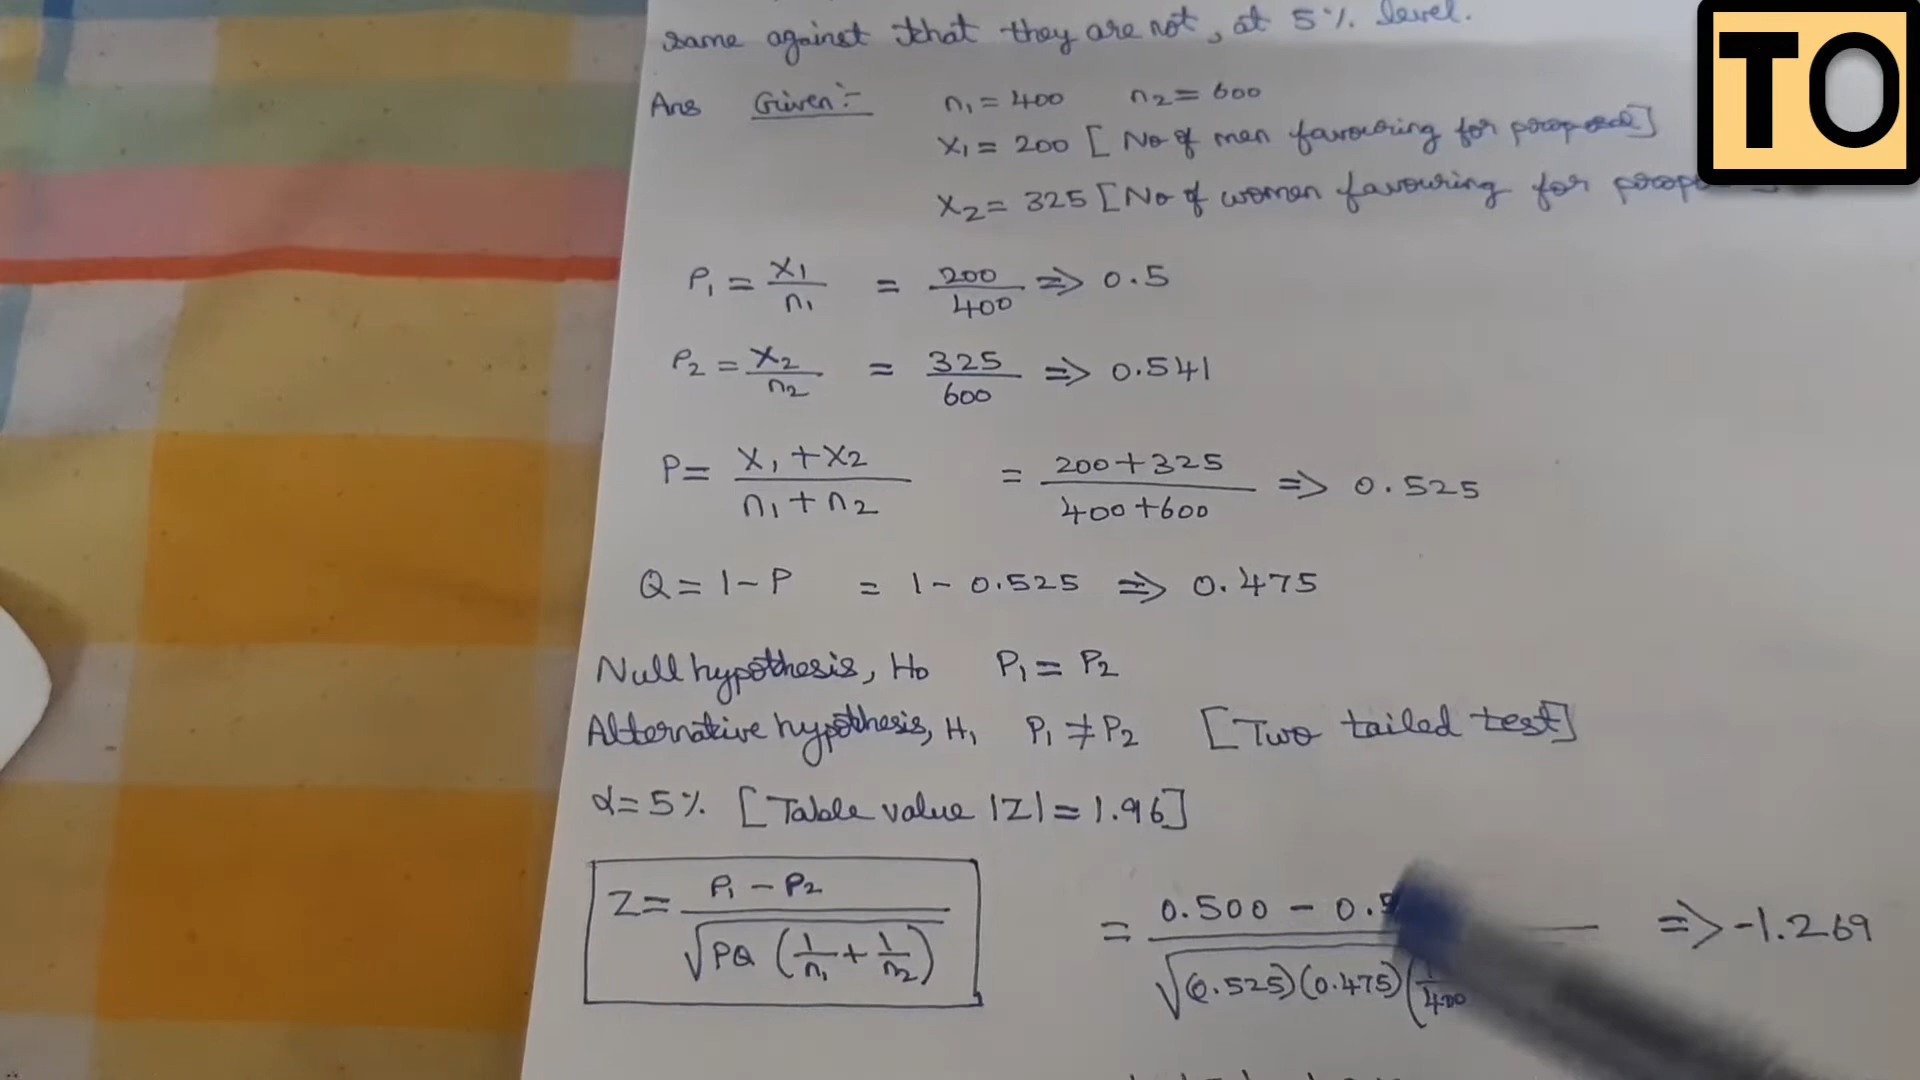 same against that they are not, at 5% level.
TO
Ans Given:- n₁ = 400 n₂ = 600
x₁ = 200 [No of men favouring for proposal]
x₂ = 325 [No of women favouring for
P₁ = x₁/n₁ = 200/400 => 0.5
P₂ = x₂/n₂ = 325/600 => 0.541
P = x₁+x₂/n₁+n₂ = 200+325/400+600 => 0.525
Q = 1-P = 1-0.525 => 0.475
Null hypothesis, H₀ P₁ = P₂
Alternative hypothesis, H₁ P₁ ≠ P₂ [Two tailed test]
α=5% [Table value |Z| = 1.96]
Z = P₁ - P₂/√PQ (1/n₁ + 1/n₂) = 0.500 - 0.5 /√(0.525)(0.475)(1/400 => -1.269